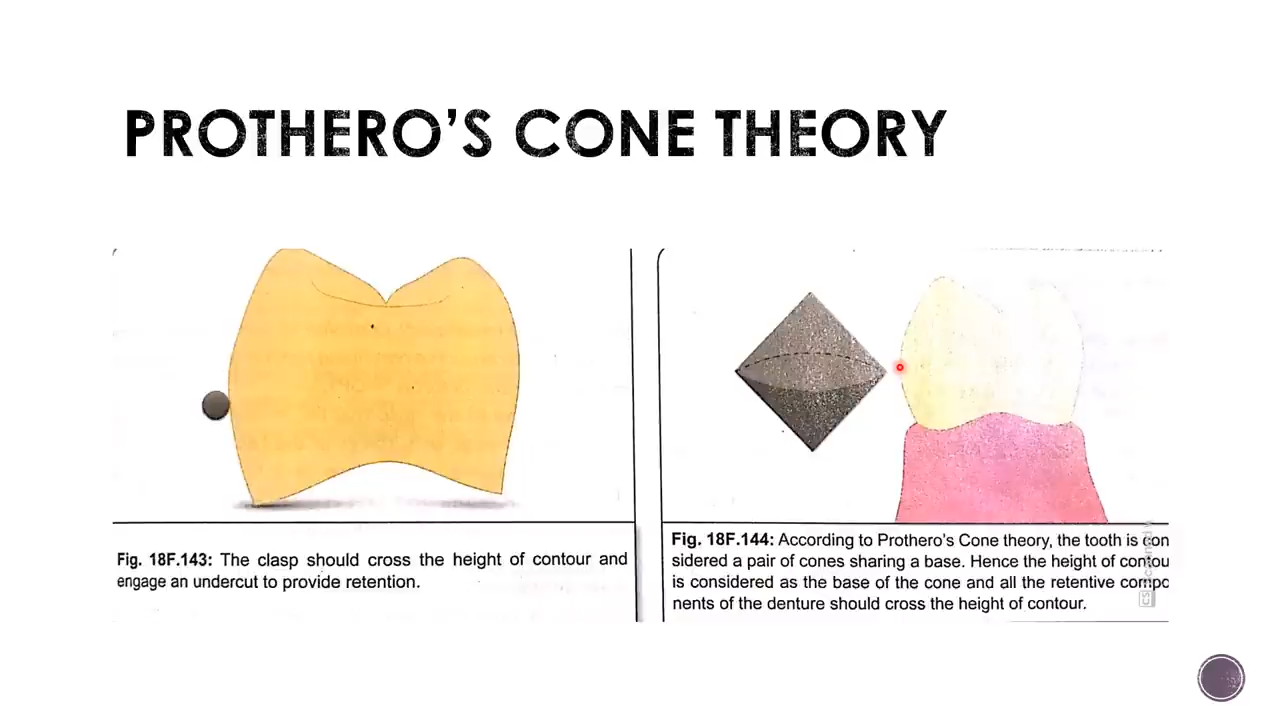 PROTHERO'S CONE THEORY
Fig. 18F.143: The clasp should cross the height of contour and
engage an undercut to provide retention.
Fig. 18F.144: According to Prothero's Cone theory, the tooth is con
sidered a pair of cones sharing a base. Hence the height of contou
is considered as the base of the cone and all the retentive compo
nents of the denture should cross the height of contour.
CS